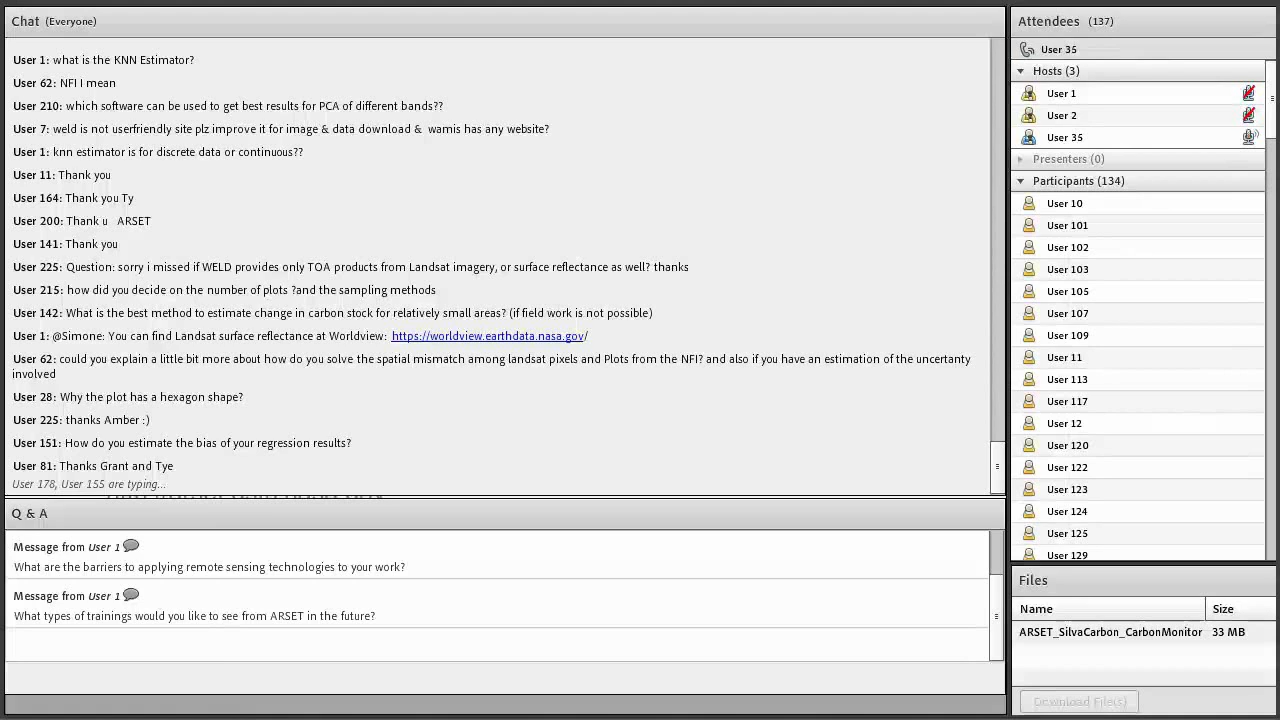 Chat (Everyone)
User 1: what is the KNN Estimator?
User 62: NFI I mean
User 210: which software can be used to get best results for PCA of different bands??
User 7: weld is not userfriendly site plz improve it for image & data download & wamis has any website?
User 1: knn estimator is for discrete data or continuous??
User 11: Thank you
User 164: Thank you Ty
User 200: Thank u ARSET
User 141: Thank you
User 225: Question: sorry i missed if WELD provides only TOA products from Landsat imagery, or surface reflectance as well? thanks
User 215: how did you decide on the number of plots ?and the sampling methods
User 142: What is the best method to estimate change in carbon stock for relatively small areas? (if field work is not possible)
User 1: @Simone: You can find Landsat surface reflectance at Worldview: https://worldview.earthdata.nasa.gov/
User 62: could you explain a little bit more about how do you solve the spatial mismatch among landsat pixels and Plots from the NFI? and also if you have an estimation of the uncertanty
involved
User 28: Why the plot has a hexagon shape?
User 225: thanks Amber :)
User 151: How do you estimate the bias of your regression results?
User 81: Thanks Grant and Tye
User 178, User 155 are typing...
Q & A
Message from User 1
What are the barriers to applying remote sensing technologies to your work?
Message from User 1
What types of trainings would you like to see from ARSET in the future?
Attendees (137)
User 35
Hosts (3)
User 1
User 2
User 35
Presenters (0)
Participants (134)
User 10
User 101
User 102
User 103
User 105
User 107
User 109
User 11
User 113
User 117
User 12
User 120
User 122
User 123
User 124
User 125
User 129
Files
Name Size
ARSET_SilvaCarbon_CarbonMonitor 33 MB
Download File(s)